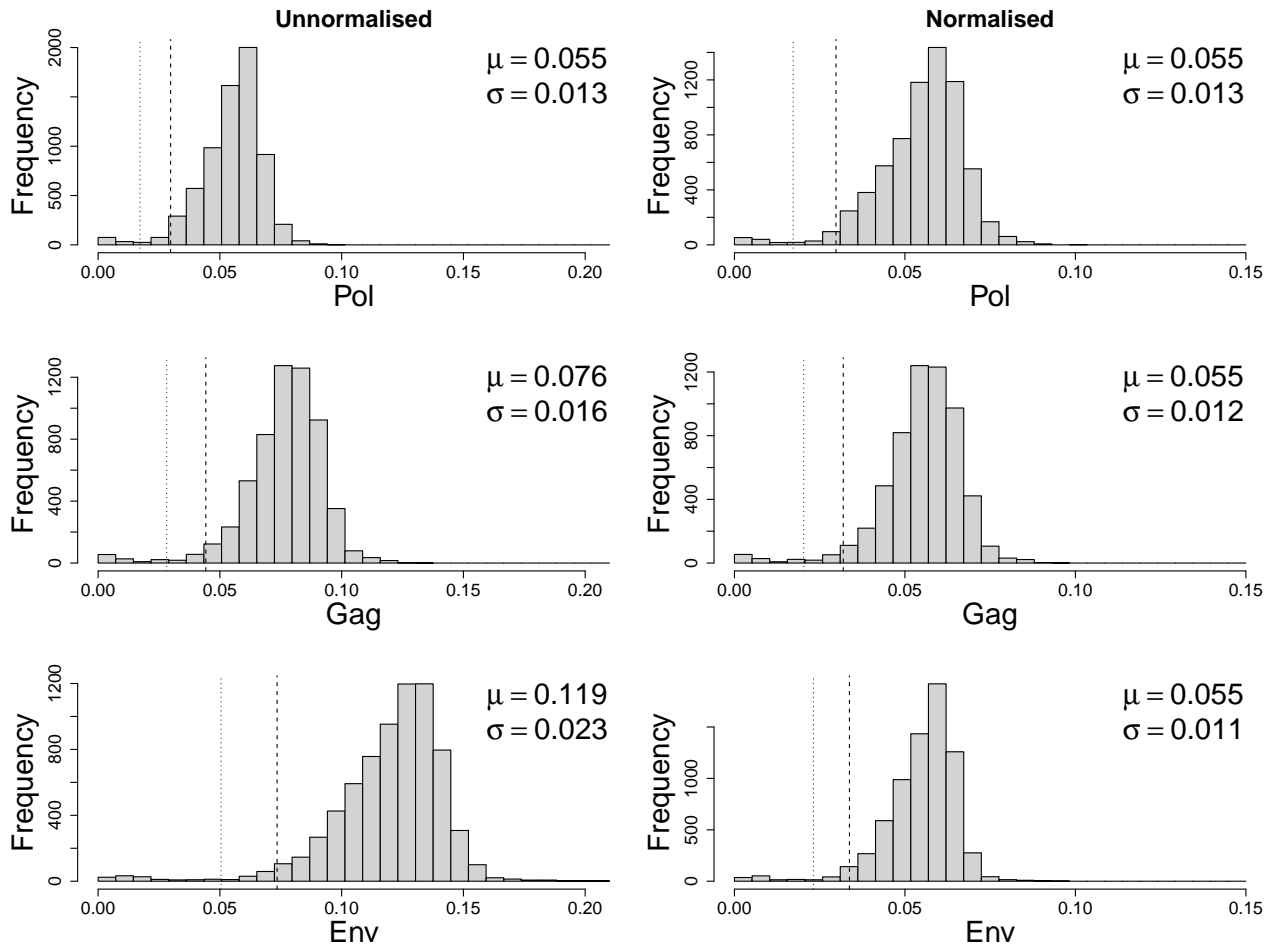 Unnormalised
Normalised
μ = 0.055
σ = 0.013
Frequency
0 500 1000 2000
0.00 0.05 0.10 0.15 0.20
Pol
μ = 0.055
σ = 0.013
Frequency
0 400 800 1200
0.00 0.05 0.10 0.15
Pol
μ = 0.076
σ = 0.016
Frequency
0 400 800 1200
0.00 0.05 0.10 0.15 0.20
Gag
μ = 0.055
σ = 0.012
Frequency
0 400 800 1200
0.00 0.05 0.10 0.15
Gag
μ = 0.119
σ = 0.023
Frequency
0 400 800 1200
0.00 0.05 0.10 0.15 0.20
Env
μ = 0.055
σ = 0.011
Frequency
0 500 1000
0.00 0.05 0.10 0.15
Env